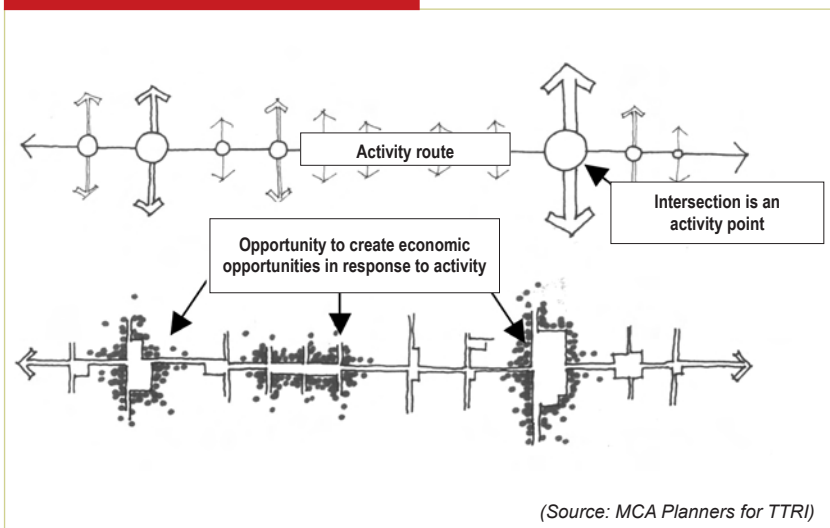 Activity route
Intersection is an
activity point
Opportunity to create economic
opportunities in response to activity
(Source: MCA Planners for TTRI)